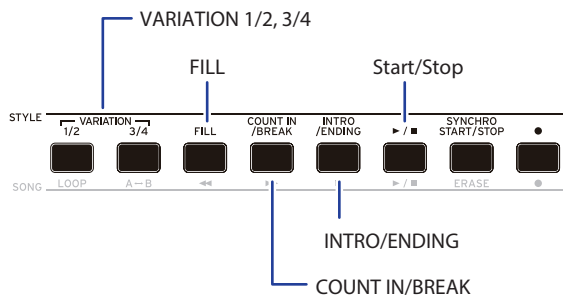 VARIATION 1/2, 3/4
FILL
Start/Stop
STYLE
VARIATION
1/2
3/4
FILL
COUNT IN
/BREAK
INTRO
/ENDING
►/■
SYNCHRO
START/STOP
●
SONG
LOOP
A—B
◄◄
►/■
ERASE
●
INTRO/ENDING
COUNT IN/BREAK